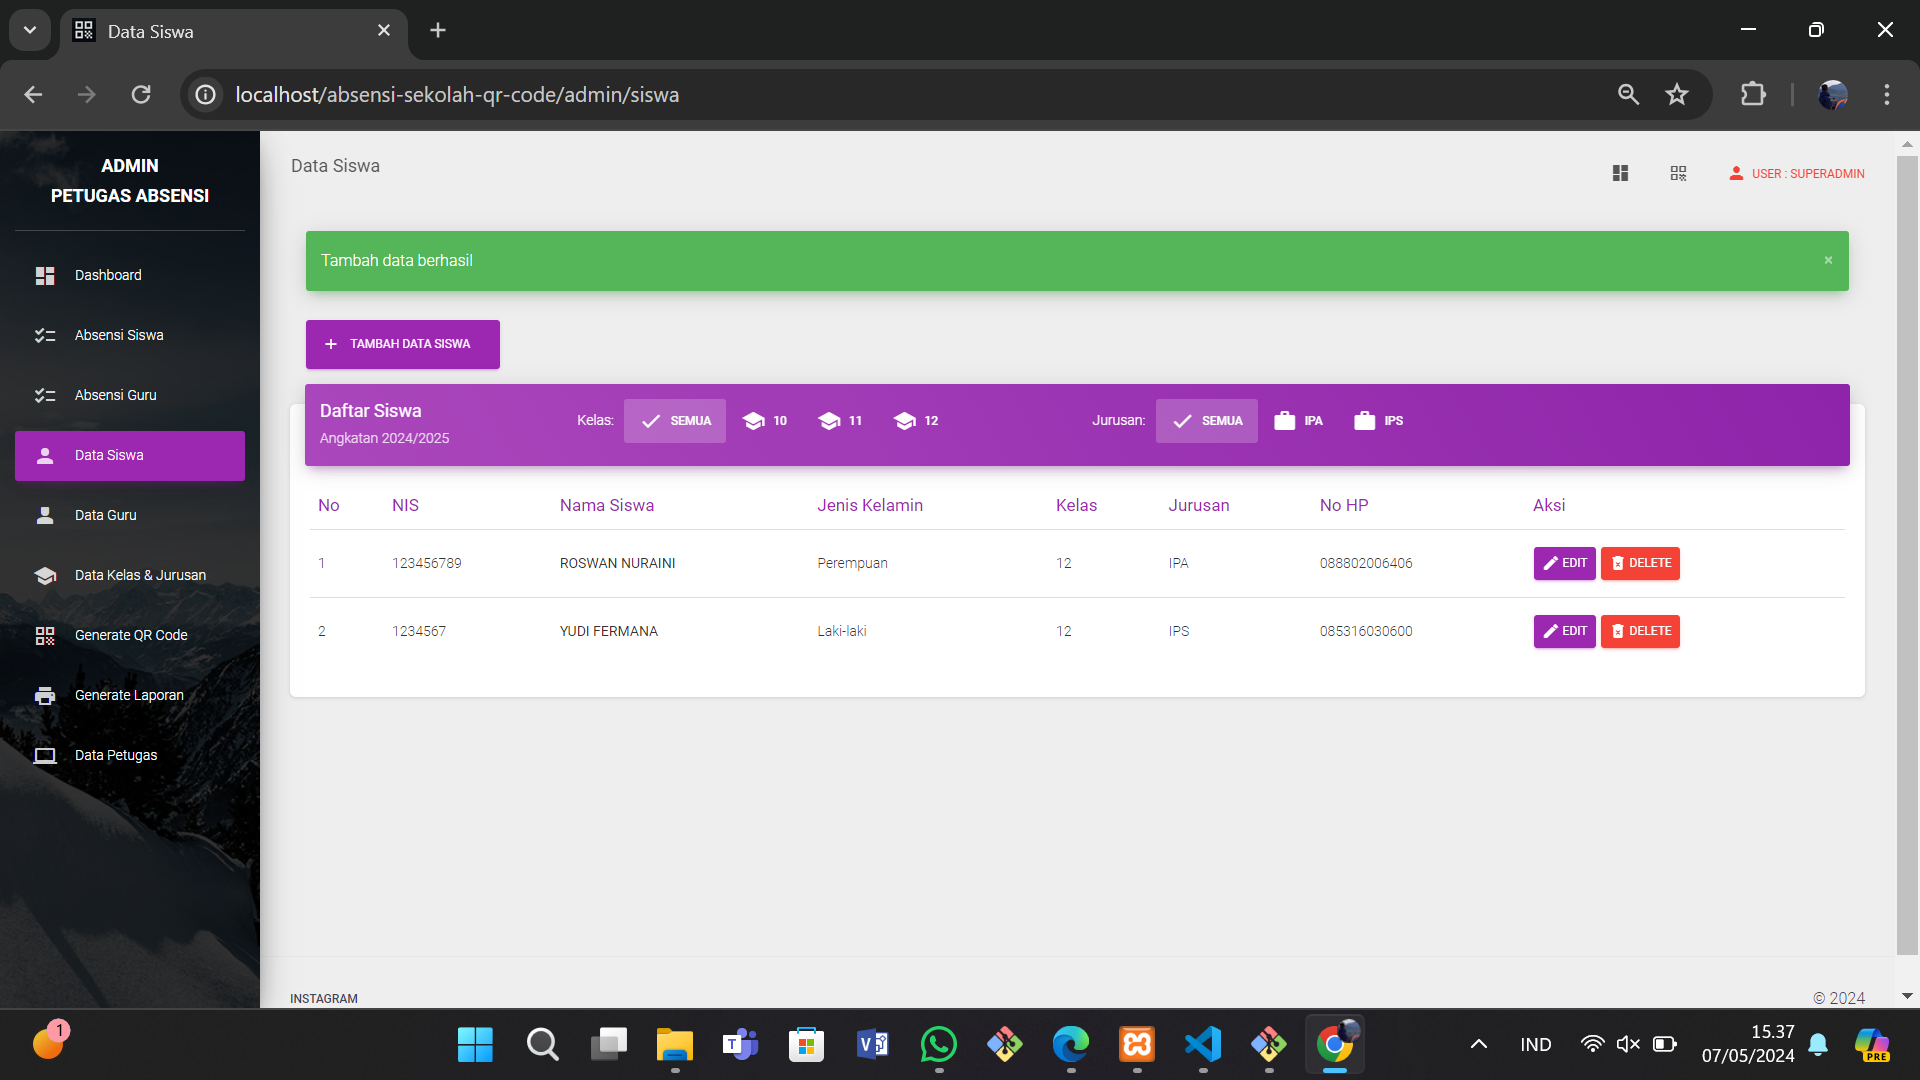 Data Siswa
localhost/absensi-sekolah-qr-code/admin/siswa
ADMIN
PETUGAS ABSENSI
Dashboard
Absensi Siswa
Absensi Guru
Data Siswa
Data Guru
Data Kelas & Jurusan
Generate QR Code
Generate Laporan
Data Petugas
Data Siswa
USER : SUPERADMIN
Tambah data berhasil
×
+ TAMBAH DATA SISWA
Daftar Siswa
Angkatan 2024/2025
Kelas: SEMUA 10 11 12
Jurusan: SEMUA IPA IPS
No NIS Nama Siswa Jenis Kelamin Kelas Jurusan No HP Aksi
1 123456789 ROSWAN NURAINI Perempuan 12 IPA 088802006406 EDIT DELETE
2 1234567 YUDI FERMANA Laki-laki 12 IPS 085316030600 EDIT DELETE
INSTAGRAM
© 2024
1
IND
15.37
07/05/2024
PRE